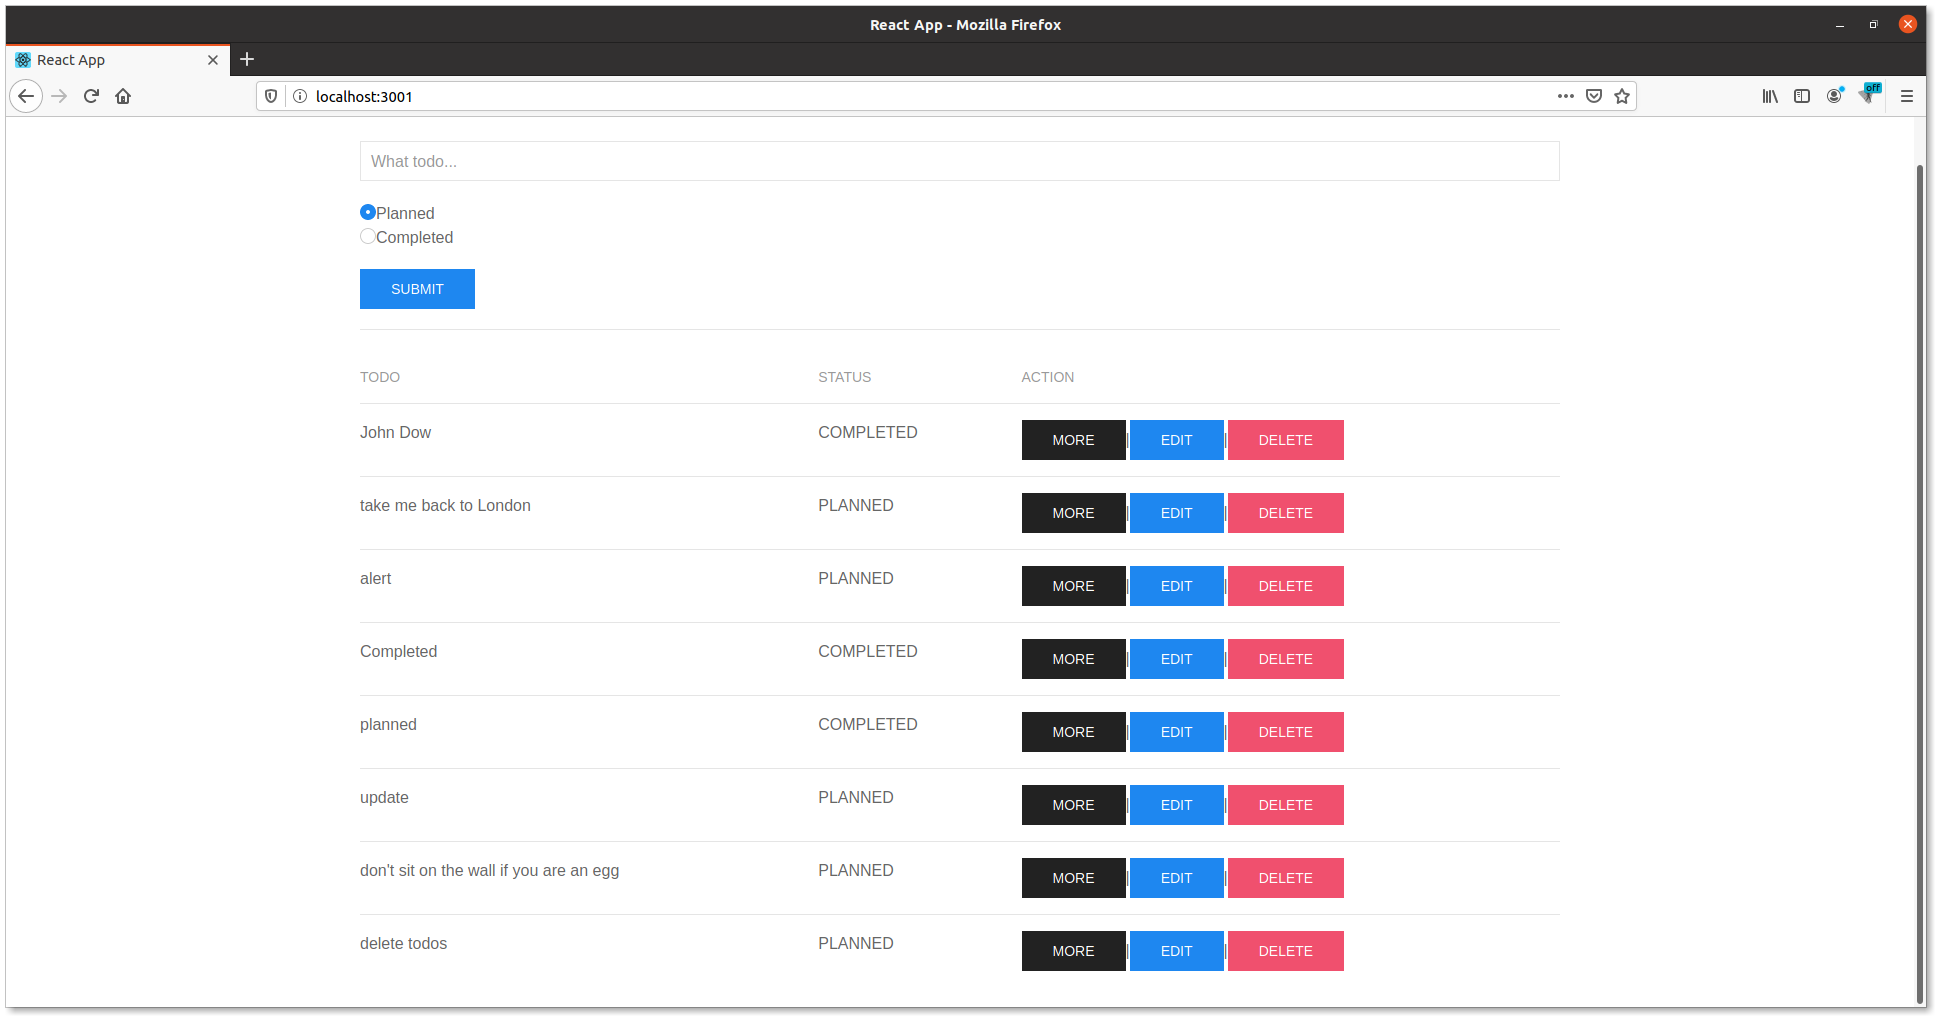 React App - Mozilla Firefox
React App
localhost:3001
off
What todo...
Planned
Completed
SUBMIT
TODO STATUS ACTION
John Dow COMPLETED MORE | EDIT | DELETE
take me back to London PLANNED MORE | EDIT | DELETE
alert PLANNED MORE | EDIT | DELETE
Completed COMPLETED MORE | EDIT | DELETE
planned COMPLETED MORE | EDIT | DELETE
update PLANNED MORE | EDIT | DELETE
don't sit on the wall if you are an egg PLANNED MORE | EDIT | DELETE
delete todos PLANNED MORE | EDIT | DELETE